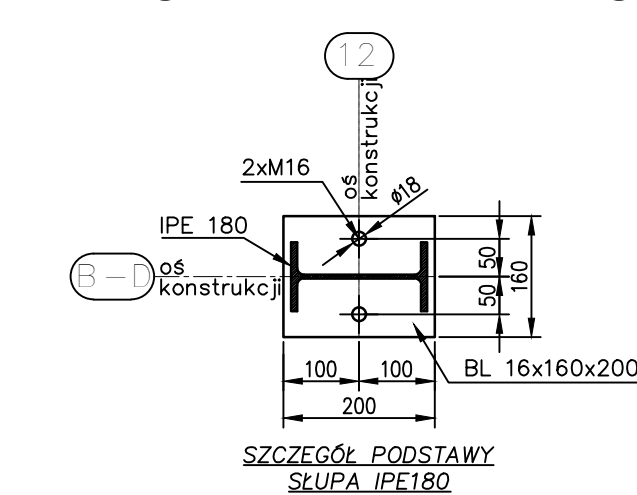 12
oś
konstrukcji
2xM16
ø18
IPE 180
B-D
oś
konstrukcji
50
50
160
100
100
BL 16x160x200
200
SZCZEGÓŁ PODSTAWY
SŁUPA IPE180